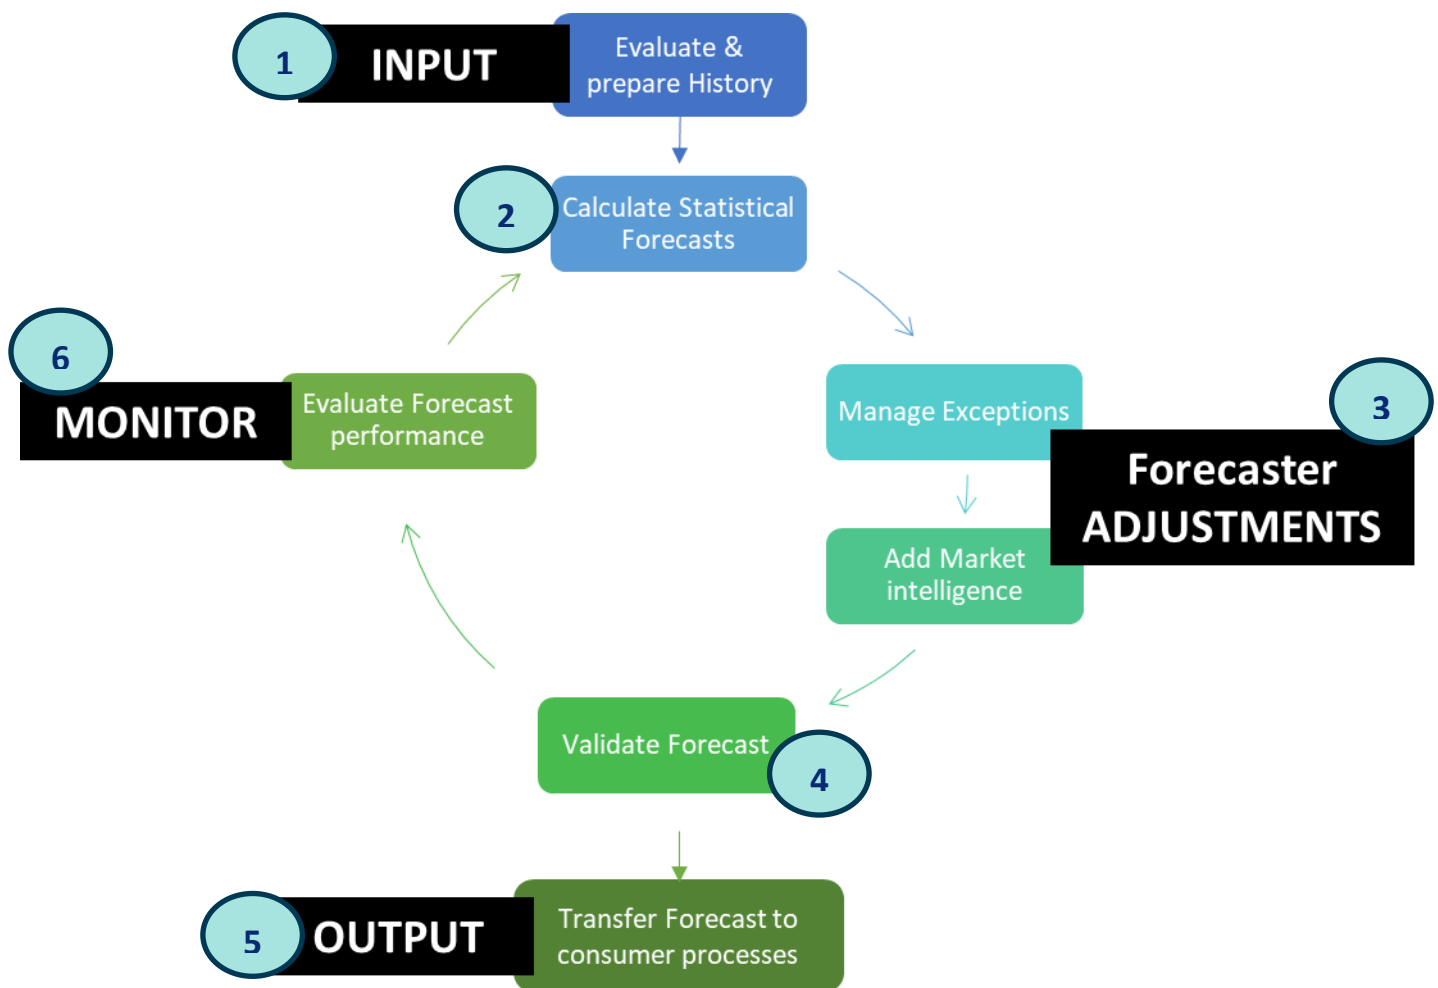 1
INPUT
Evaluate &
prepare History
2
Calculate Statistical
Forecasts
3
Manage Exceptions
Forecaster
ADJUSTMENTS
Add Market
intelligence
4
Validate Forecast
5
OUTPUT
Transfer Forecast to
consumer processes
6
MONITOR
Evaluate Forecast
performance